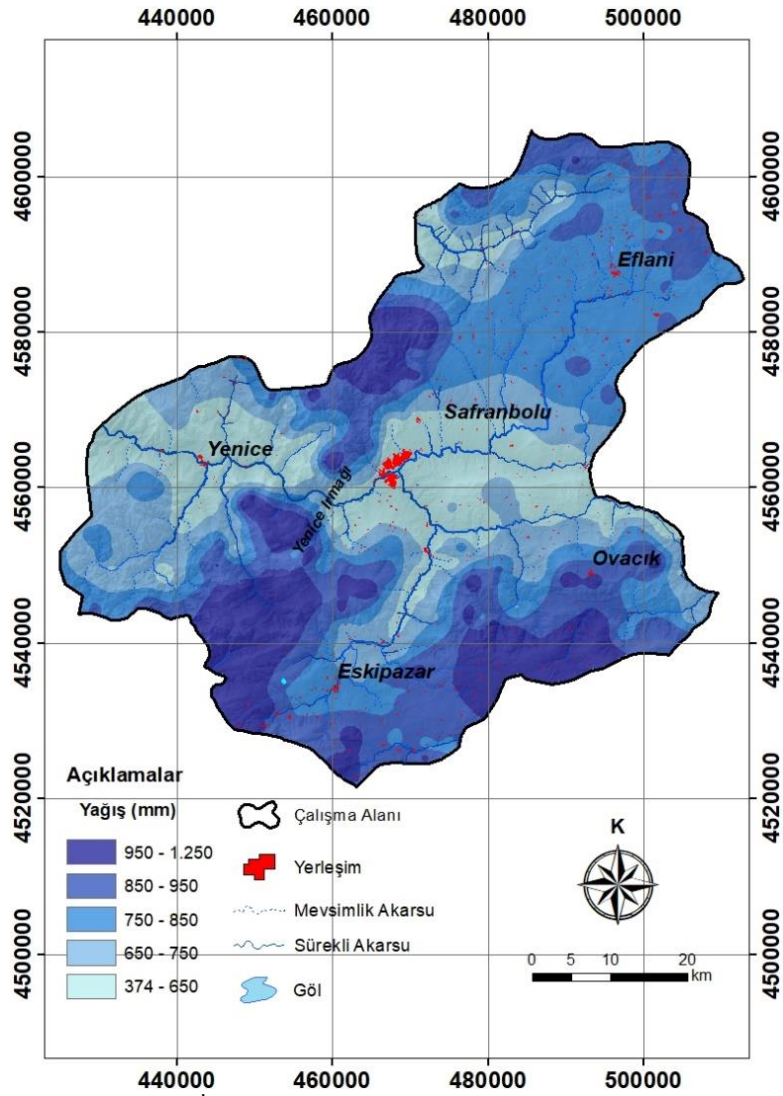 440000 460000 480000 500000
4600000 4600000
Eflani
4580000 4580000
Safranbolu
Yenice
4560000 4560000
Yenice Irmağı
Ovacık
4540000 4540000
Eskipazar
4520000 4520000
4500000 4500000
Açıklamalar
Yağış (mm)
950 - 1.250
850 - 950
750 - 850
650 - 750
374 - 650
Çalışma Alanı
Yerleşim
Mevsimlik Akarsu
Sürekli Akarsu
Göl
K
0 5 10 20
km
440000 460000 480000 500000